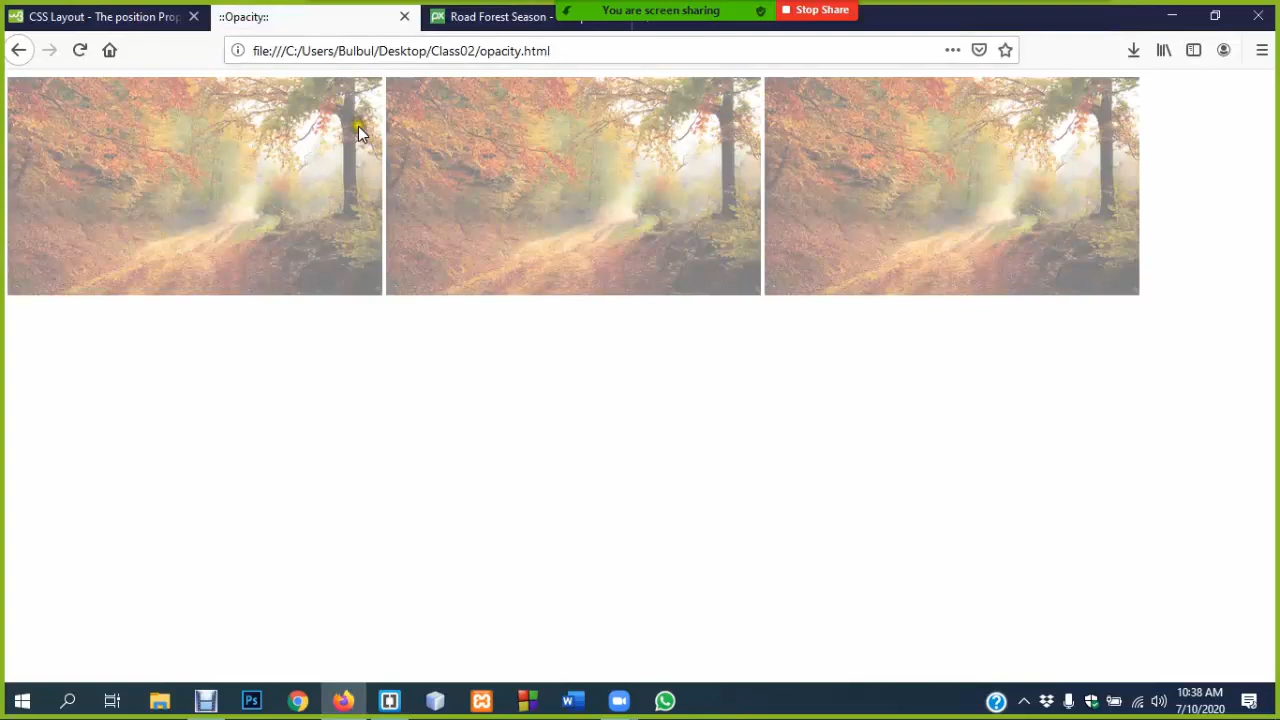 CSS Layout - The position Prop
::Opacity::
Road Forest Season -
You are screen sharing
Stop Share
file:///C:/Users/Bulbul/Desktop/Class02/opacity.html
10:38 AM
7/10/2020